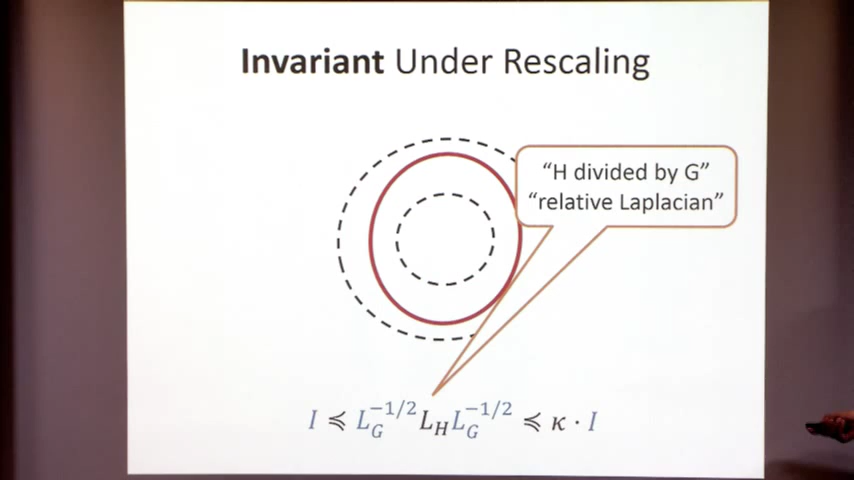 Invariant Under Rescaling
“H divided by G”
“relative Laplacian”
I ≼ L_G^{-1/2} L_H L_G^{-1/2} ≼ κ · I